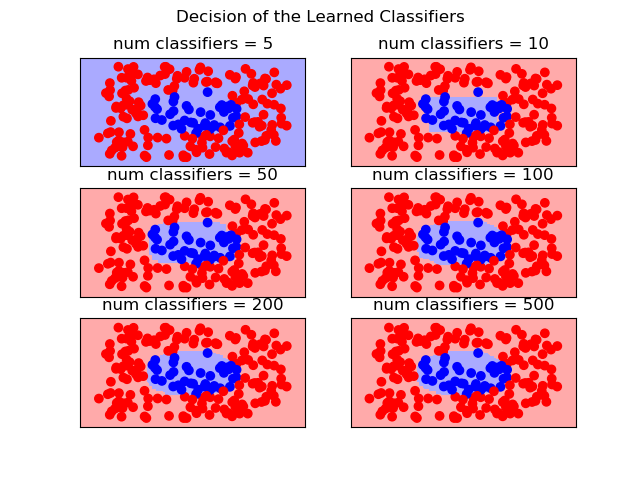 Decision of the Learned Classifiers
num classifiers = 5
num classifiers = 10
num classifiers = 50
num classifiers = 100
num classifiers = 200
num classifiers = 500